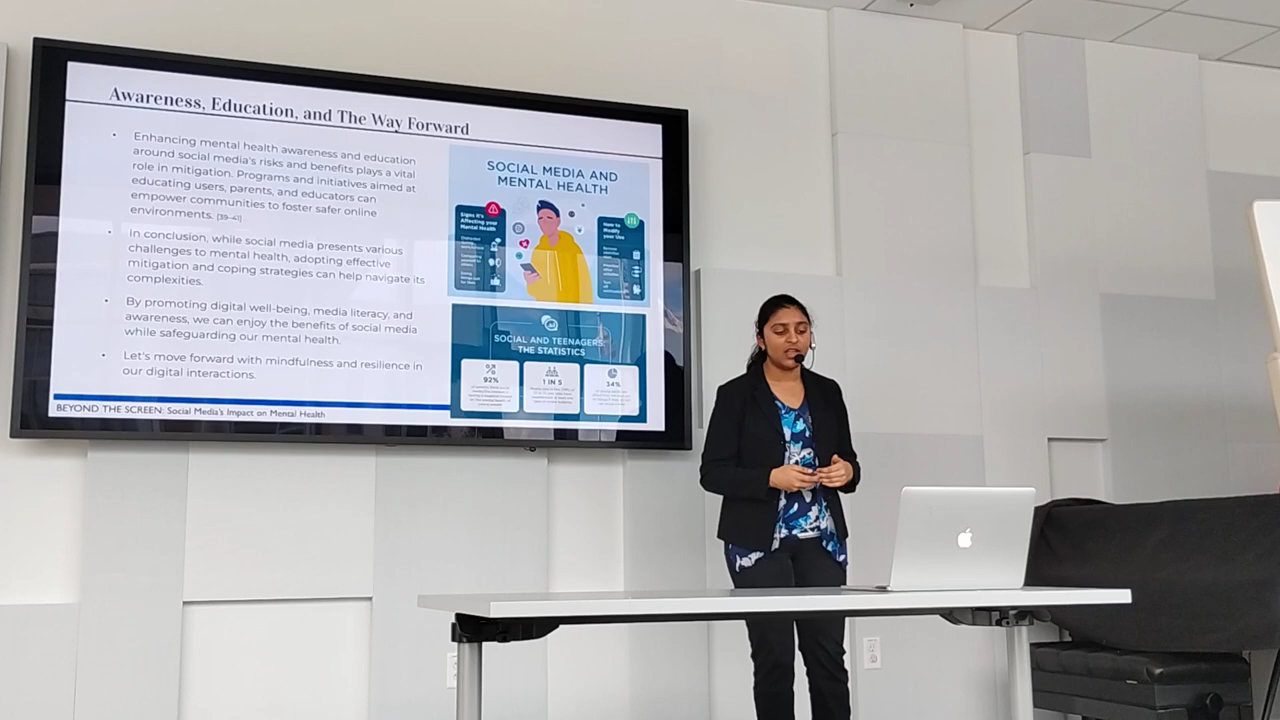 Awareness, Education, and The Way Forward
• Enhancing mental health awareness and education
around social media's risks and benefits plays a vital
role in mitigation. Programs and initiatives aimed at
educating users, parents, and educators can
empower communities to foster safer online
environments. [39-41]
• In conclusion, while social media presents various
challenges to mental health, adopting effective
mitigation and coping strategies can help navigate its
complexities.
• By promoting digital well-being, media literacy, and
awareness, we can enjoy the benefits of social media
while safeguarding our mental health.
• Let's move forward with mindfulness and resilience in
our digital interactions.
SOCIAL MEDIA AND
MENTAL HEALTH
Signs it's
Affecting your
Mental Health
Comparing
yourself to
others
How to
Modify
your Use
SOCIAL AND TEENAGERS:
THE STATISTICS
92%
1 IN 5
34%
BEYOND THE SCREEN: Social Media's Impact on Mental Health